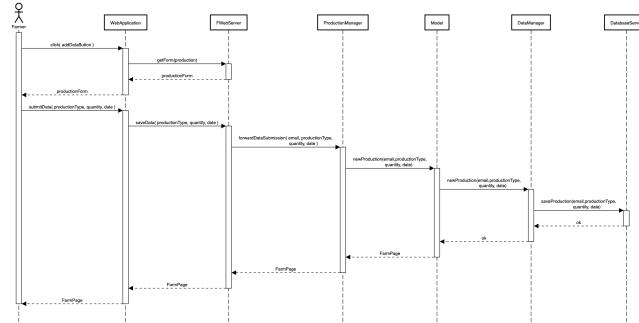 Farmer
WebApplication
FWebServer
ProductionManager
Model
DataManager
DatabaseServer
click( addDataButton )
getForm(production)
productionForm
productionForm
submitData( productionType, quantity, date )
saveData( productionType, quantity, date )
forwardDataSubmission( email, productionType,
quantity, date )
newProduction(email,productionType,
quantity, date)
newProduction(email,productionType,
quantity, date)
saveProduction(email,productionType,
quantity, date)
ok
ok
FarmPage
FarmPage
FarmPage
FarmPage